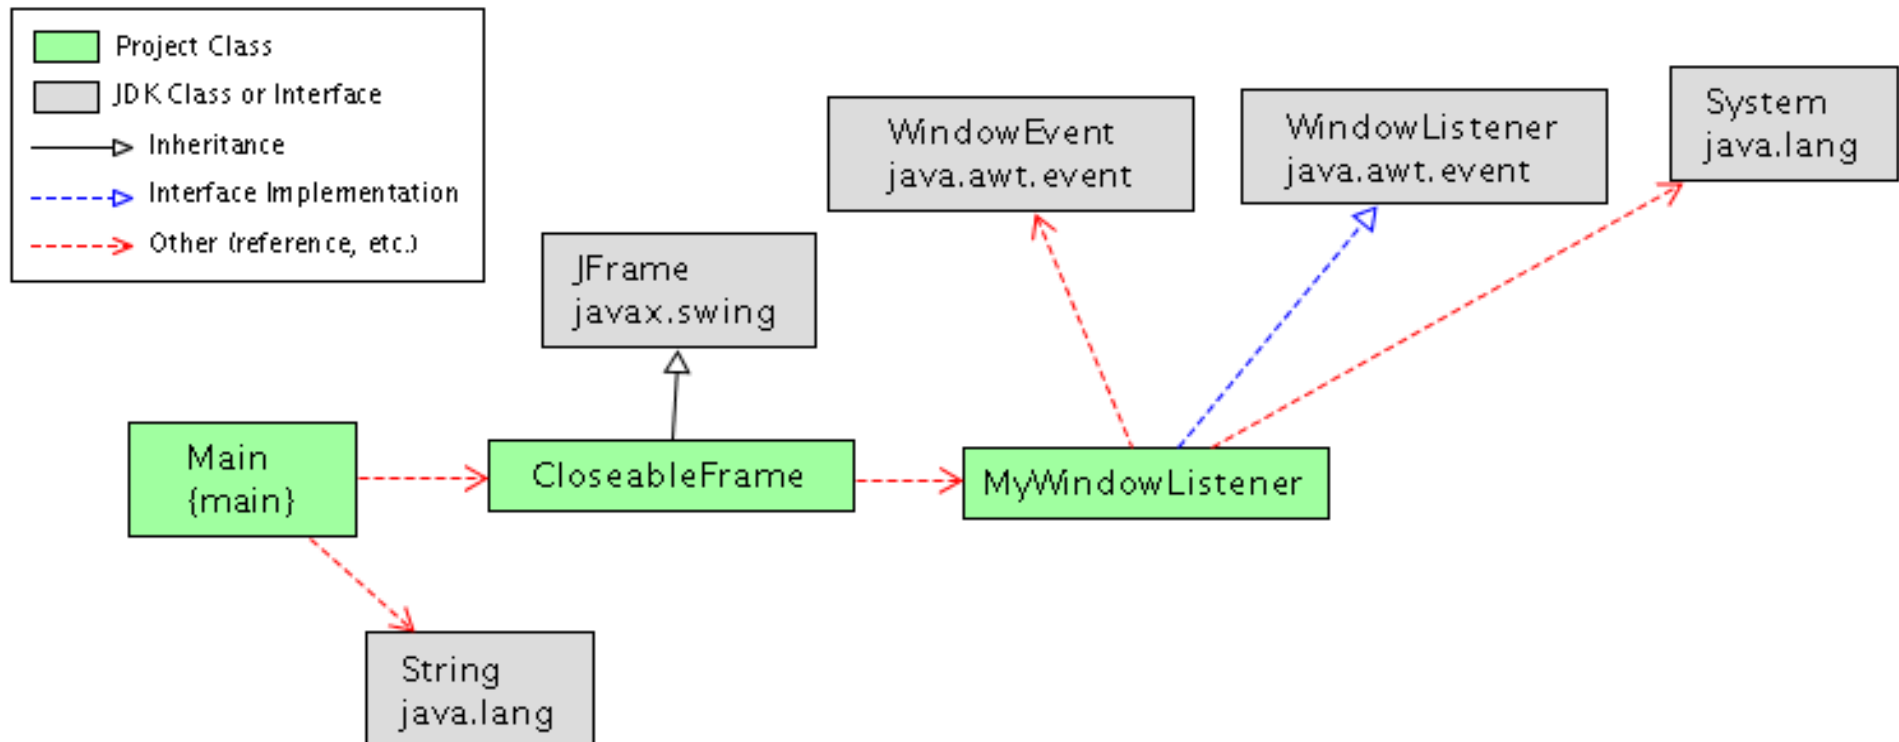 Project Class
JDK Class or Interface
Inheritance
Interface Implementation
Other (reference, etc.)
WindowEvent
java.awt.event
WindowListener
java.awt.event
System
java.lang
JFrame
javax.swing
Main
{main}
CloseableFrame
MyWindowListener
String
java.lang